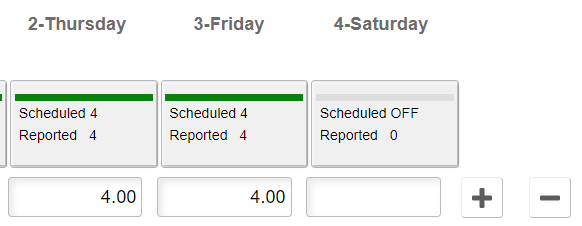 2-Thursday 3-Friday 4-Saturday
Scheduled 4 Scheduled 4 Scheduled OFF
Reported 4 Reported 4 Reported 0
4.00 4.00